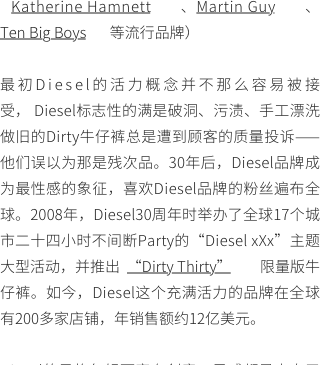 Katherine Hamnett 、Martin Guy 、
Ten Big Boys 等流行品牌）
最初Diesel的活力概念并不那么容易被接
受， Diesel标志性的满是破洞、污渍、手工漂洗
做旧的Dirty牛仔裤总是遭到顾客的质量投诉——
他们误以为那是残次品。30年后，Diesel品牌成
为最性感的象征，喜欢Diesel品牌的粉丝遍布全
球。2008年，Diesel30周年时举办了全球17个城
市二十四小时不间断Party的“Diesel xXx”主题
大型活动，并推出 “Dirty Thirty” 限量版牛
仔裤。如今，Diesel这个充满活力的品牌在全球
有200多家店铺，年销售额约12亿美元。